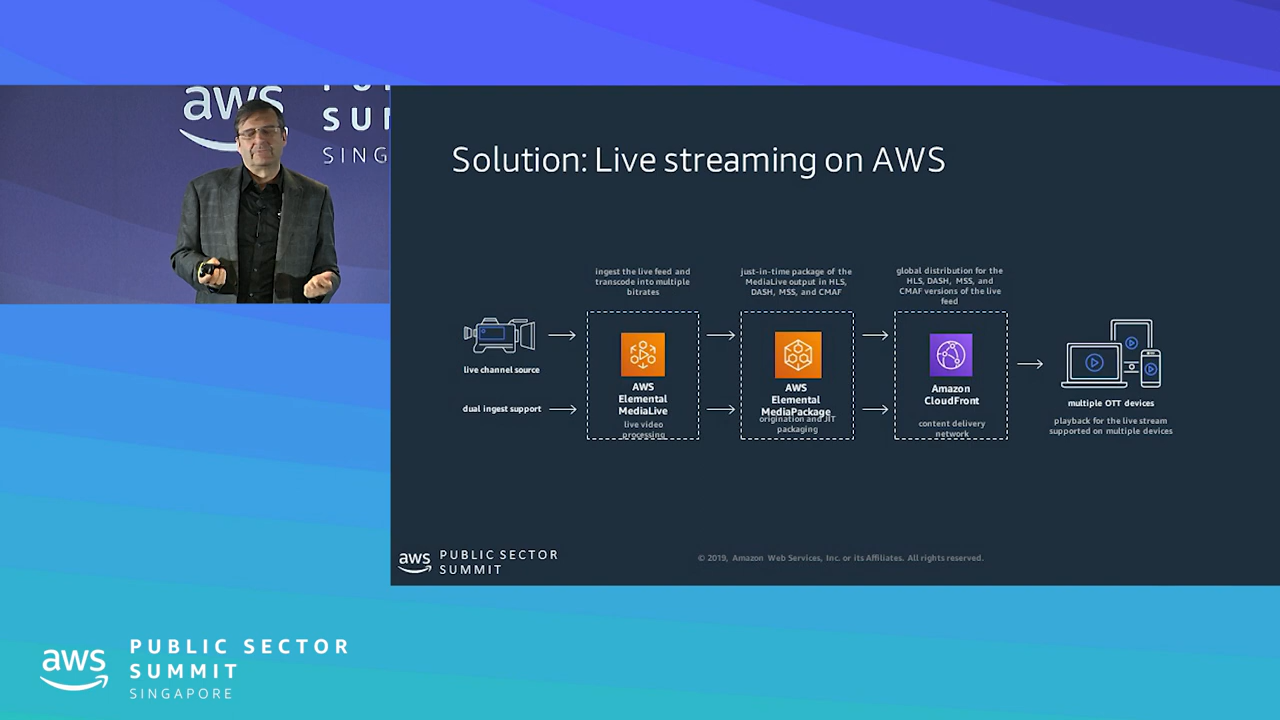 aws
PU
SUM
SING
Solution: Live streaming on AWS
ingest the live feed and
transcode into multiple
bitrates
just-in-time package of the
MediaLive output in HLS,
DASH, MSS, and CMAF
global distribution for the
HLS, DASH, MSS, and
CMAF versions of the live
feed
live channel source
dual ingest support
AWS
Elemental
MediaLive
live video
processing
AWS
Elemental
MediaPackage
origination and JIT
packaging
Amazon
CloudFront
content delivery
network
multiple OTT devices
playback for the live stream
supported on multiple devices
aws
PUBLIC SECTOR
SUMMIT
© 2019, Amazon Web Services, Inc. or its Affiliates. All rights reserved.
aws
PUBLIC SECTOR
SUMMIT
SINGAPORE